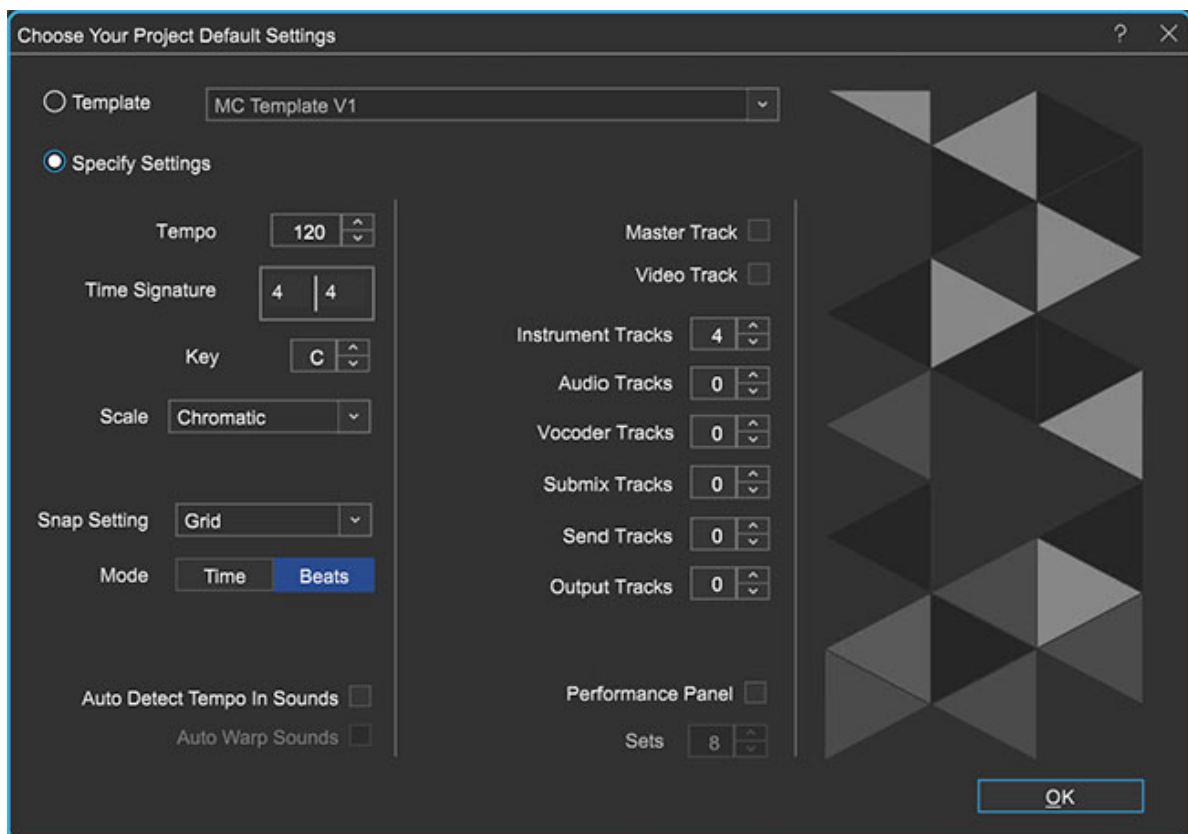 Choose Your Project Default Settings ?
Template MC Template V1
Specify Settings
Tempo 120
Time Signature 4 4
Key C
Scale Chromatic
Snap Setting Grid
Mode Time Beats
Auto Detect Tempo In Sounds
Auto Warp Sounds
Master Track
Video Track
Instrument Tracks 4
Audio Tracks 0
Vocoder Tracks 0
Submix Tracks 0
Send Tracks 0
Output Tracks 0
Performance Panel
Sets 8
OK